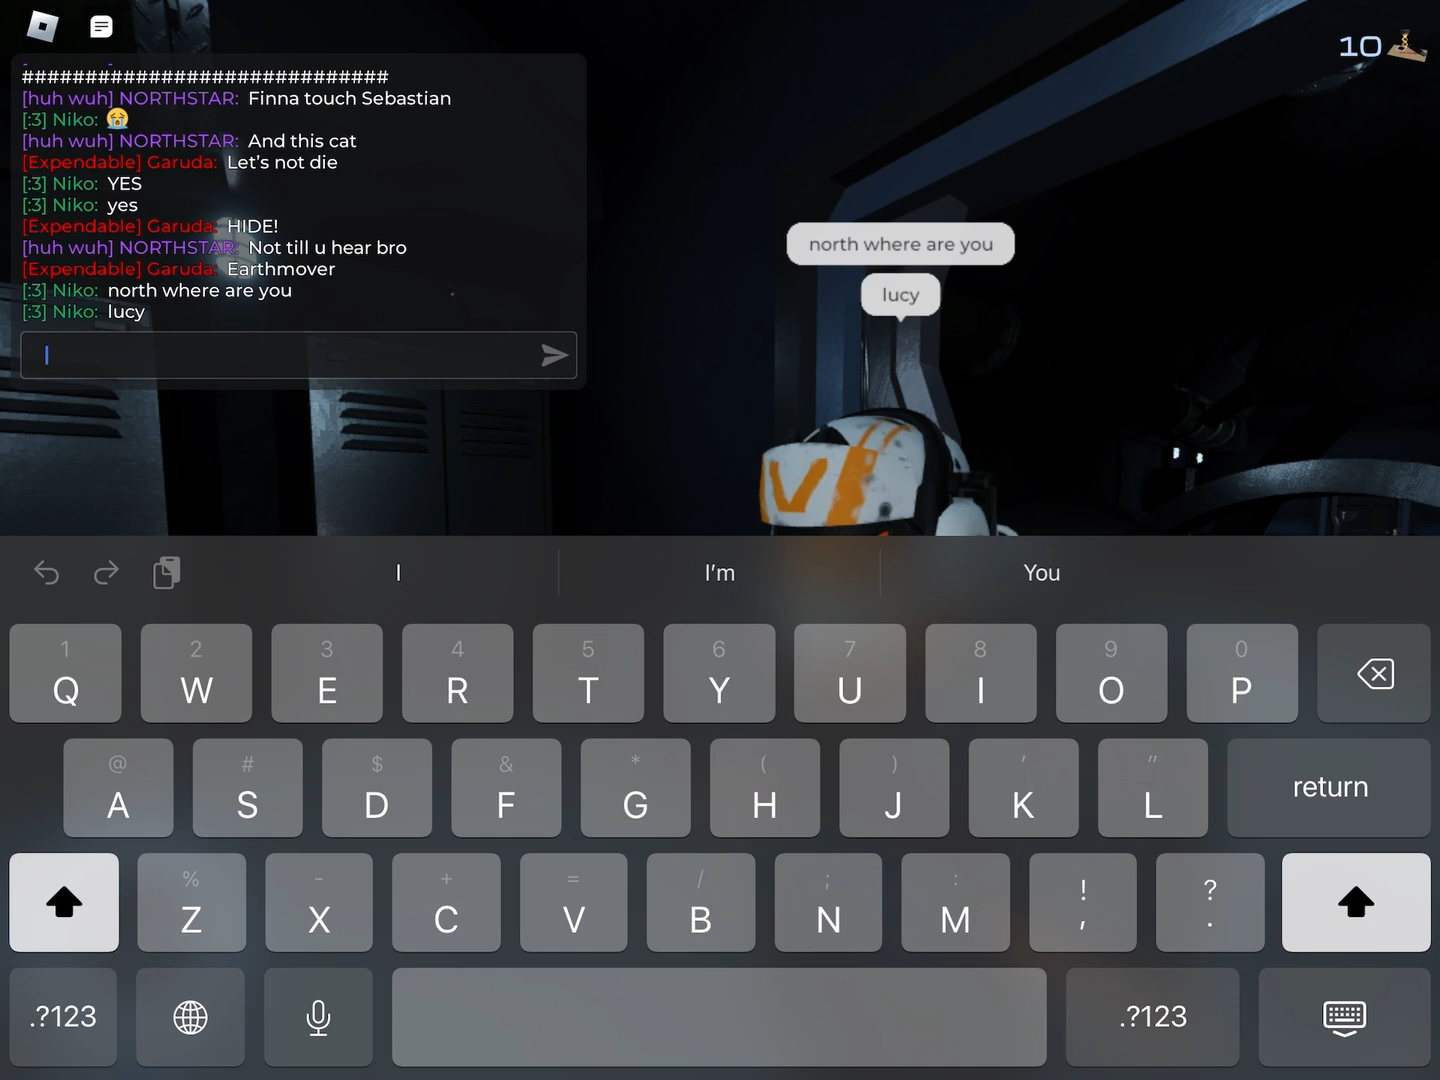 10
##############################
[huh wuh] NORTHSTAR: Finna touch Sebastian
[:3] Niko: 😭
[huh wuh] NORTHSTAR: And this cat
[Expendable] Garuda: Let's not die
[:3] Niko: YES
[:3] Niko: yes
[Expendable] Garuda: HIDE!
[huh wuh] NORTHSTAR: Not till u hear bro
[Expendable] Garuda: Earthmover
[:3] Niko: north where are you
[:3] Niko: lucy
north where are you
lucy
I I'm You
1 2 3 4 5 6 7 8 9 0
Q W E R T Y U I O P
@ # $ & * ( ) ' "
A S D F G H J K L return
% - + = / ; : ! ?
Z X C V B N M , .
.?123 .?123